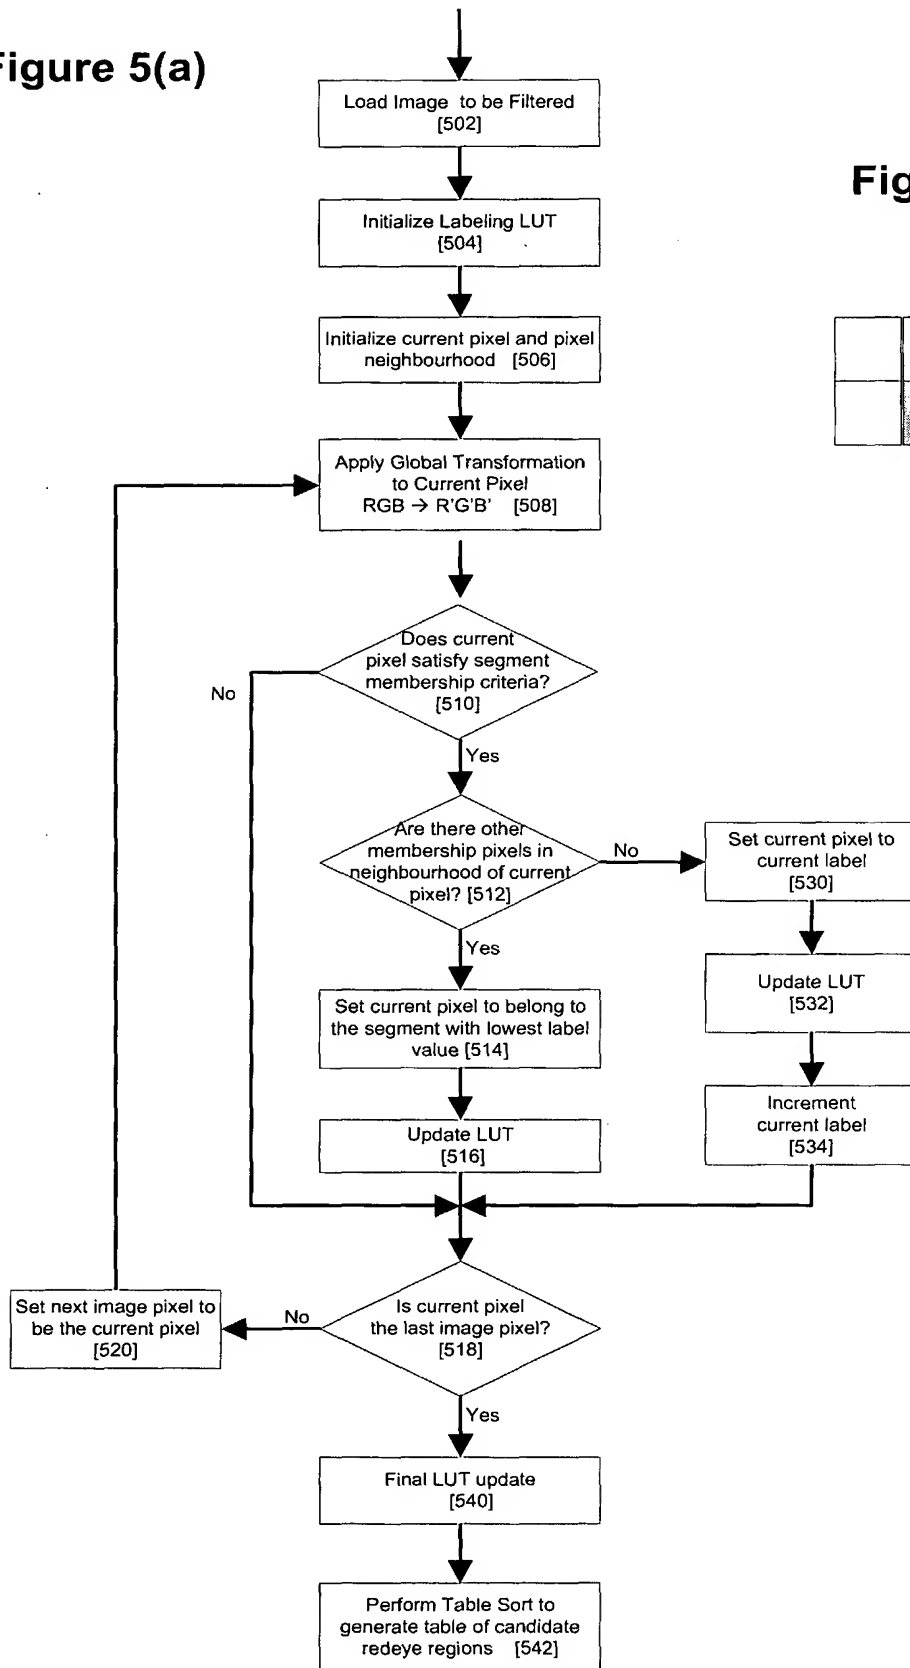 Figure 5(a)
Load Image to be Filtered
[502]
Fig
Initialize Labeling LUT
[504]
Initialize current pixel and pixel
neighbourhood [506]
Apply Global Transformation
to Current Pixel
RGB → R'G'B' [508]
Does current
pixel satisfy segment
membership criteria?
[510]
No
Yes
Are there other
membership pixels in
neighbourhood of current
pixel? [512]
No
Set current pixel to
current label
[530]
Yes
Set current pixel to belong to
the segment with lowest label
value [514]
Update LUT
[532]
Update LUT
[516]
Increment
current label
[534]
Set next image pixel to
be the current pixel
[520]
No
Is current pixel
the last image pixel?
[518]
Yes
Final LUT update
[540]
Perform Table Sort to
generate table of candidate
redeye regions [542]